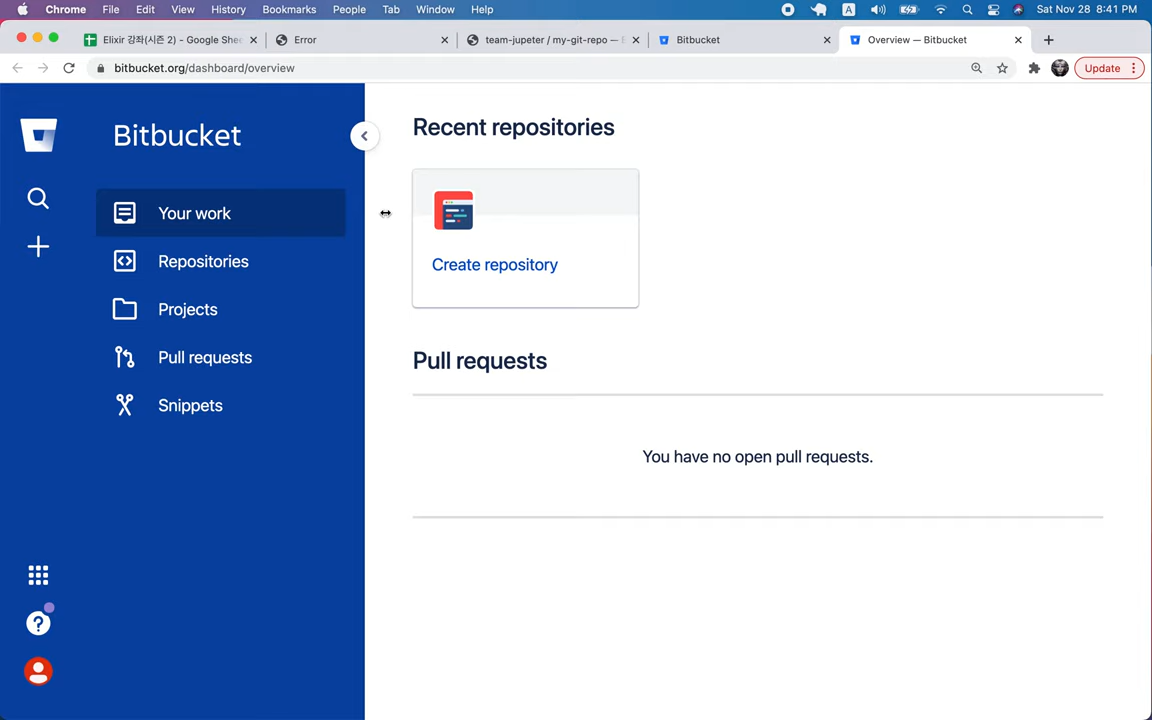 Chrome File Edit View History Bookmarks People Tab Window Help A Sat Nov 28 8:41 PM
Elixir 강좌(시즌 2) - Google Shee Error team-jupeter / my-git-repo — Bitbucket Overview — Bitbucket
bitbucket.org/dashboard/overview Update
Bitbucket
Your work
Repositories
Projects
Pull requests
Snippets
?
Recent repositories
Create repository
Pull requests
You have no open pull requests.